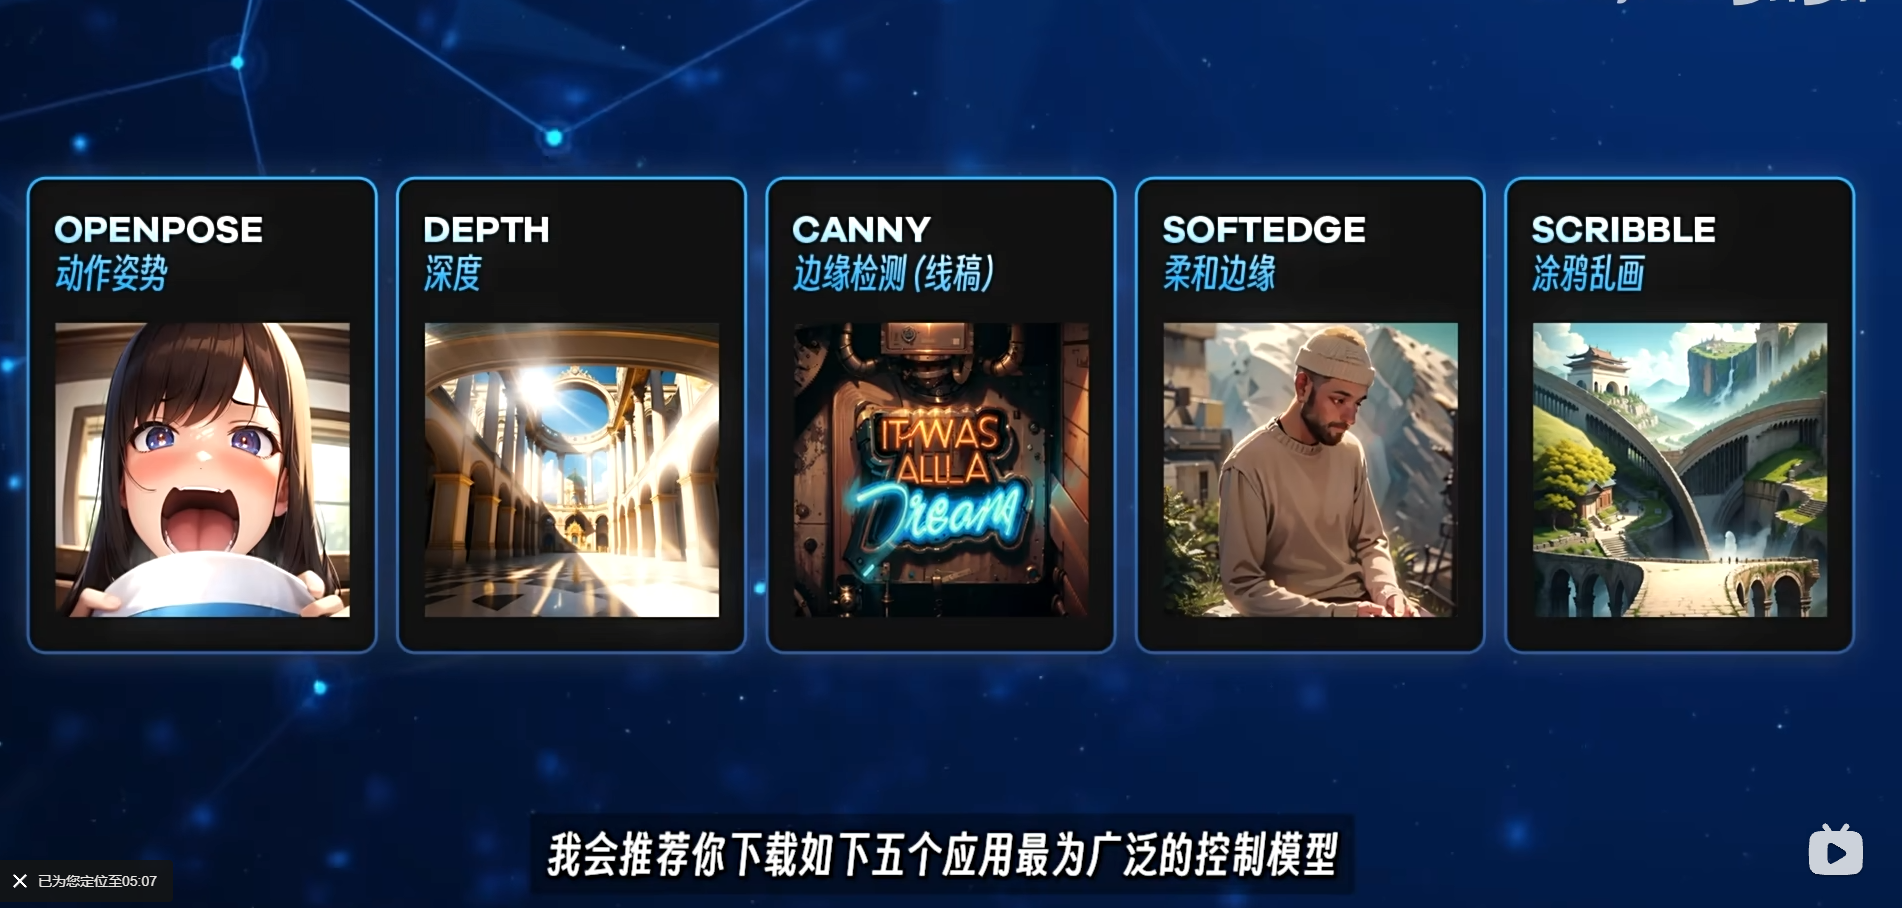 OPENPOSE
动作姿势
DEPTH
深度
CANNY
边缘检测 (线稿)
SOFTEDGE
柔和边缘
SCRIBBLE
涂鸦乱画
IT WAS
ALL A
Dream
我会推荐你下载如下五个应用最为广泛的控制模型
已为您定位至05:07